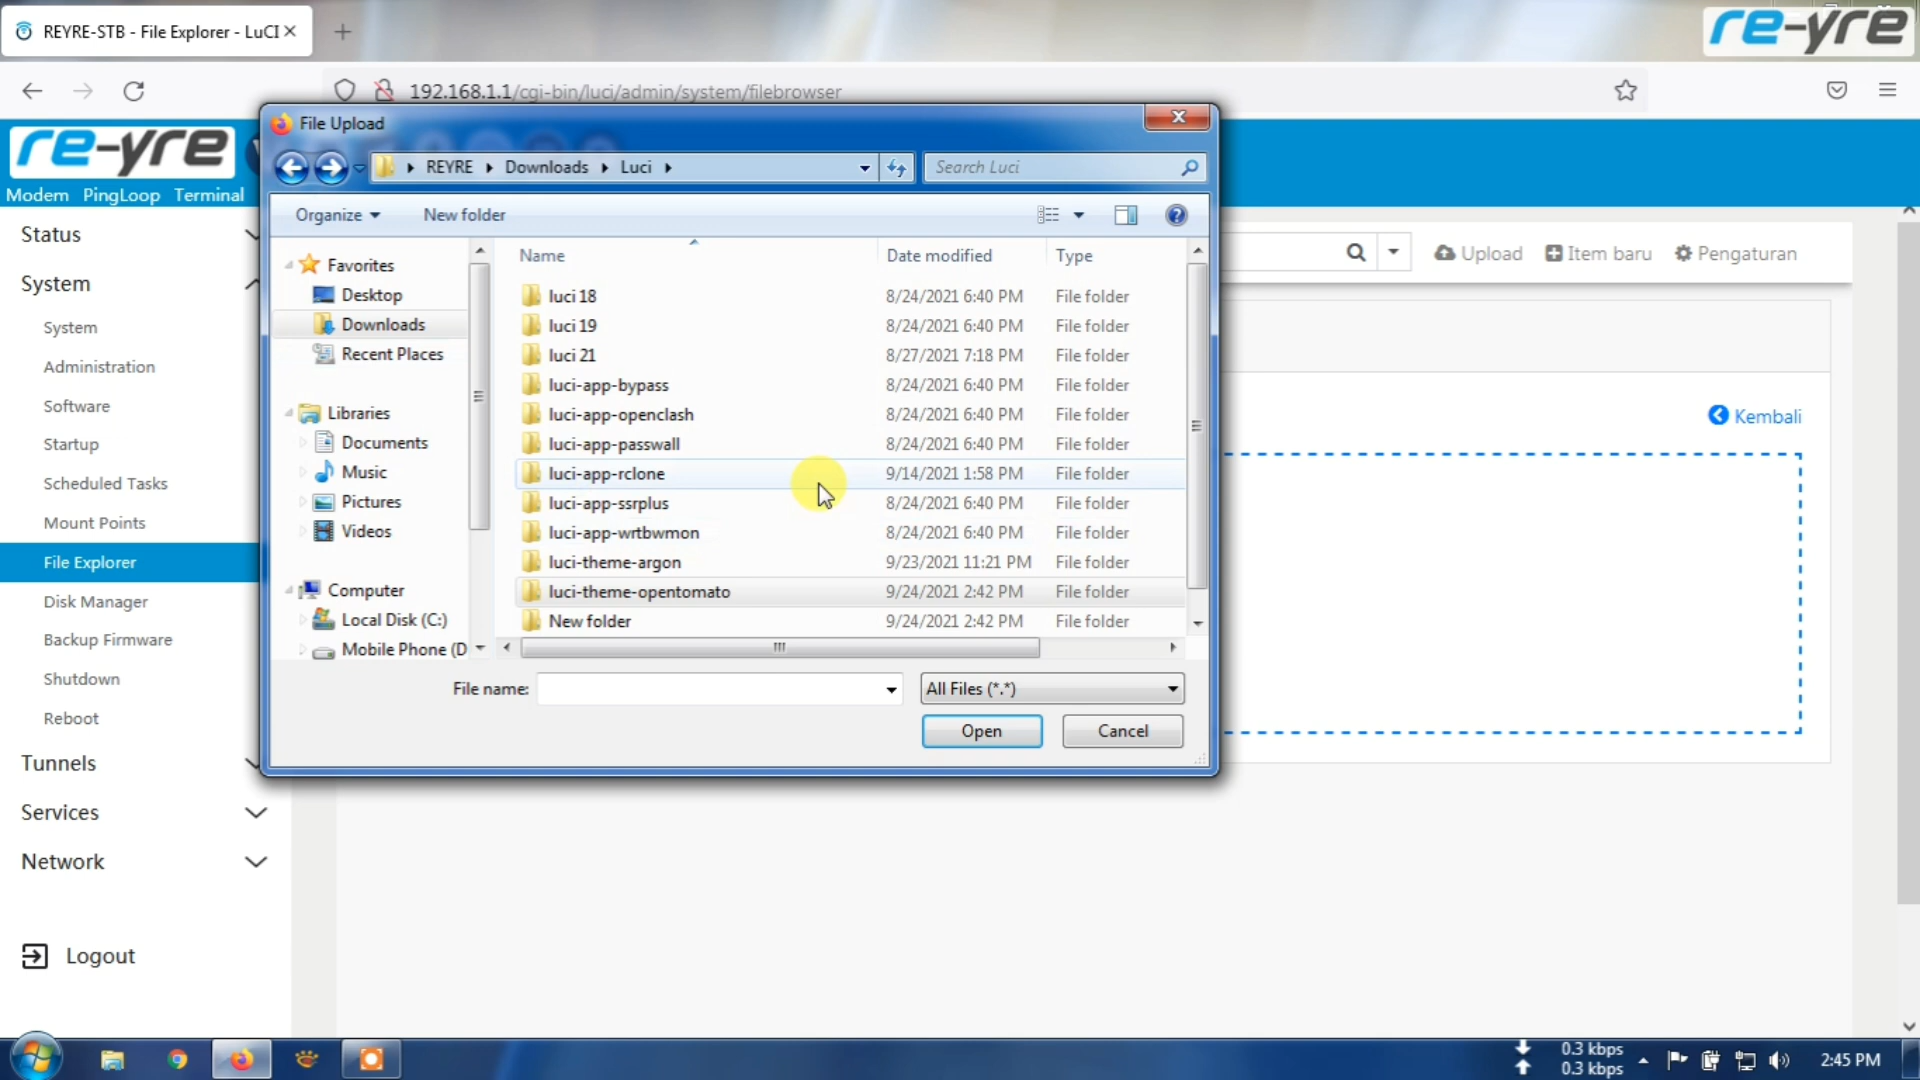 REYRE-STB - File Explorer - LuCI
re-yre
192.168.1.1/cgi-bin/luci/admin/system/filebrowser
re-yre
Modem PingLoop Terminal
Status
System
System
Administration
Software
Startup
Scheduled Tasks
Mount Points
File Explorer
Disk Manager
Backup Firmware
Shutdown
Reboot
Tunnels
Services
Network
Logout
File Upload
REYRE Downloads Luci
Search Luci
Organize New folder
Favorites
Desktop
Downloads
Recent Places
Libraries
Documents
Music
Pictures
Videos
Computer
Local Disk (C:)
Mobile Phone (D
Name Date modified Type
luci 18 8/24/2021 6:40 PM File folder
luci 19 8/24/2021 6:40 PM File folder
luci 21 8/27/2021 7:18 PM File folder
luci-app-bypass 8/24/2021 6:40 PM File folder
luci-app-openclash 8/24/2021 6:40 PM File folder
luci-app-passwall 8/24/2021 6:40 PM File folder
luci-app-rclone 9/14/2021 1:58 PM File folder
luci-app-ssrplus 8/24/2021 6:40 PM File folder
luci-app-wrtbwmon 8/24/2021 6:40 PM File folder
luci-theme-argon 9/23/2021 11:21 PM File folder
luci-theme-opentomato 9/24/2021 2:42 PM File folder
New folder 9/24/2021 2:42 PM File folder
File name:
All Files (*.*)
Open Cancel
Upload Item baru Pengaturan
Kembali
0.3 kbps
0.3 kbps
2:45 PM